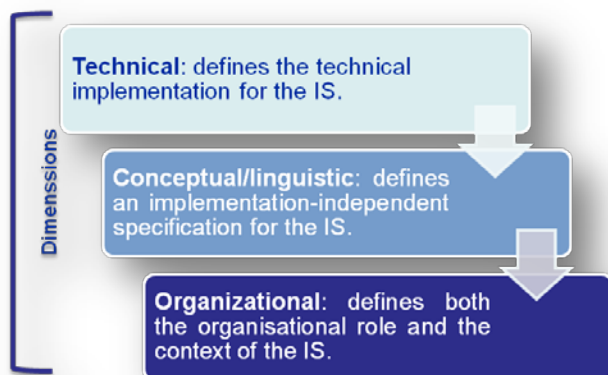 Dimenssions
Technical: defines the technical
implementation for the IS.
Conceptual/linguistic: defines
an implementation-independent
specification for the IS.
Organizational: defines both
the organisational role and the
context of the IS.